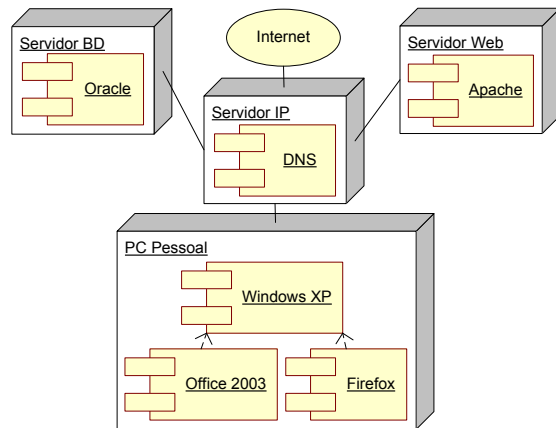 Servidor BD
Oracle
Internet
Servidor Web
Apache
Servidor IP
DNS
PC Pessoal
Windows XP
Office 2003
Firefox